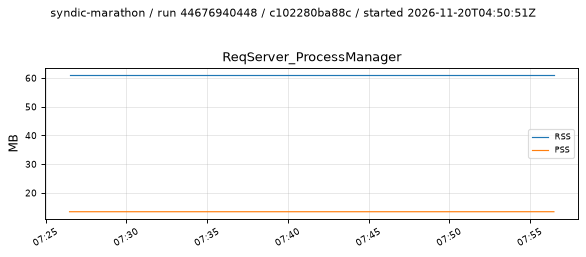 syndic-marathon / run 44676940448 / c102280ba88c / started 2026-11-20T04:50:51Z
ReqServer_ProcessManager
60
50
40
30
20
MB
RSS
PSS
07:25
07:30
07:35
07:40
07:45
07:50
07:55